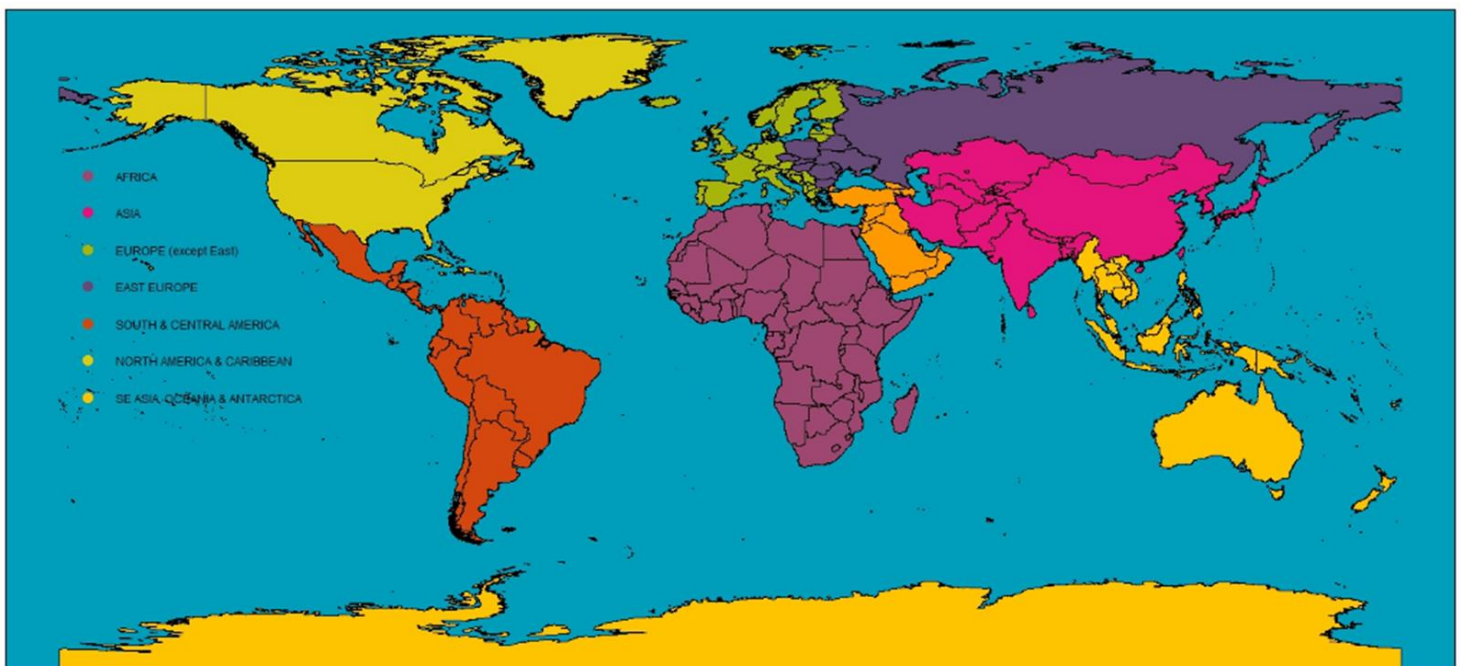 AFRICA
ASIA
EUROPE (except East)
EAST EUROPE
SOUTH & CENTRAL AMERICA
NORTH AMERICA & CARIBBEAN
SE ASIA, OCEANIA & ANTARCTICA